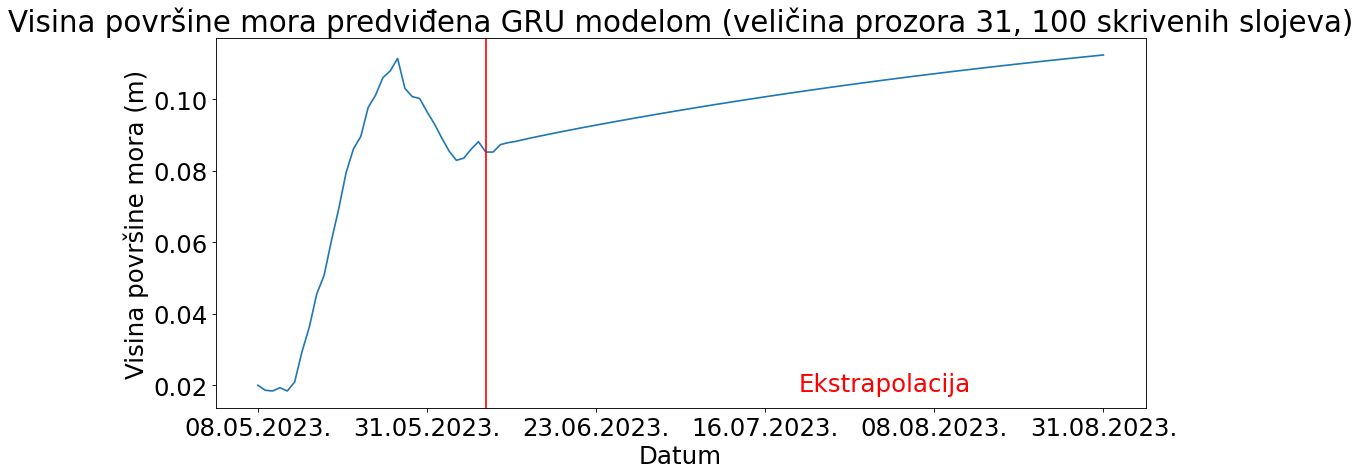 Visina površine mora predviđena GRU modelom (veličina prozora 31, 100 skrivenih slojeva)
Visina površine mora (m)
0.10
0.08
0.06
0.04
0.02
Ekstrapolacija
08.05.2023. 31.05.2023. 23.06.2023. 16.07.2023. 08.08.2023. 31.08.2023.
Datum